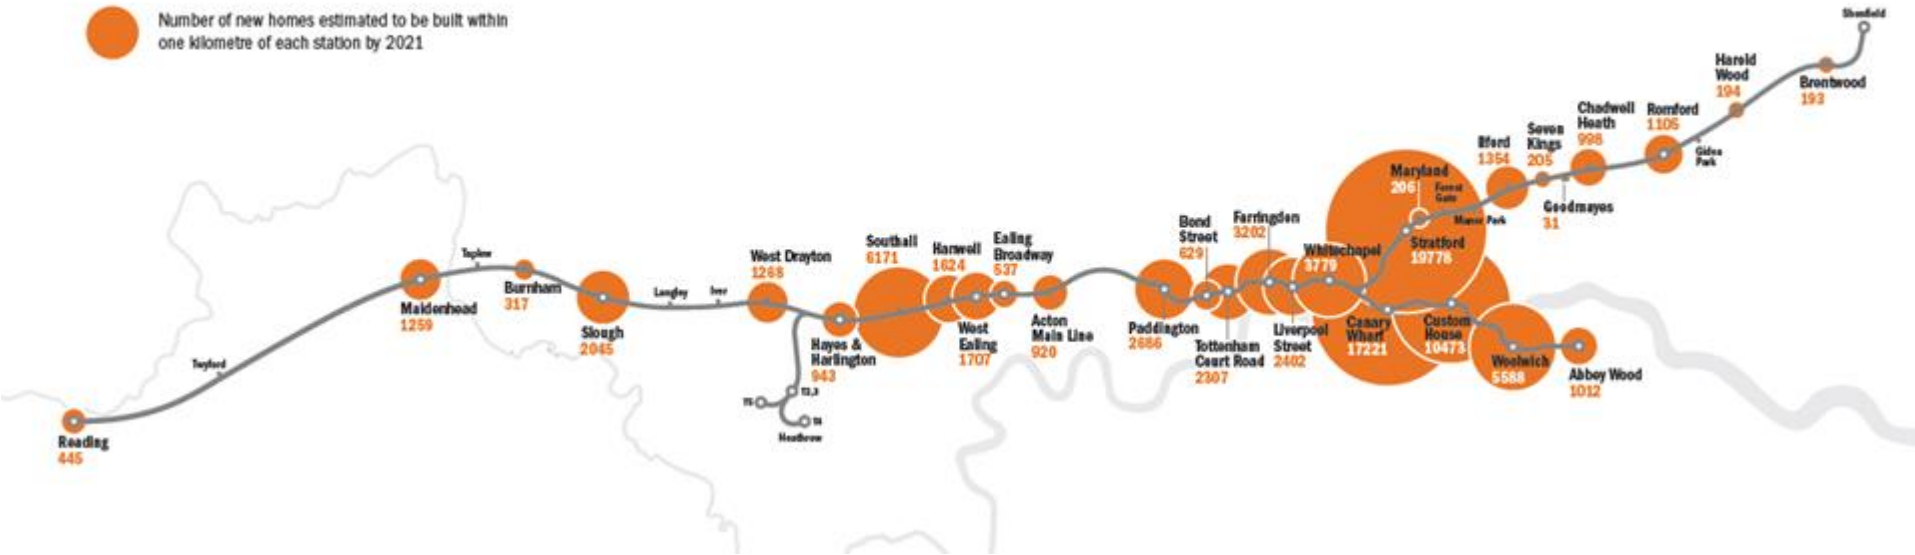 Number of new homes estimated to be built within
one kilometre of each station by 2021
Reading
445
Twyford
Maidenhead
1259
Taplow
Burnham
317
Slough
2045
Langley
Iver
West Drayton
1268
Hayes &
Harlington
943
T5
T2,3
T4
Heathrow
Southall
6171
Hanwell
1624
West
Ealing
1707
Ealing
Broadway
537
Acton
Main Line
920
Paddington
2686
Bond
Street
629
Tottenham
Court Road
2307
Farringdon
3202
Liverpool
Street
2402
Whitechapel
3779
Canary
Wharf
17221
Custom
House
10473
Woolwich
5588
Abbey Wood
1012
Stratford
19778
Maryland
206
Forest
Gate
Manor Park
Ilford
1354
Seven
Kings
205
Goodmayes
31
Chadwell
Heath
998
Romford
1105
Gidea
Park
Harold
Wood
194
Brentwood
193
Shenfield